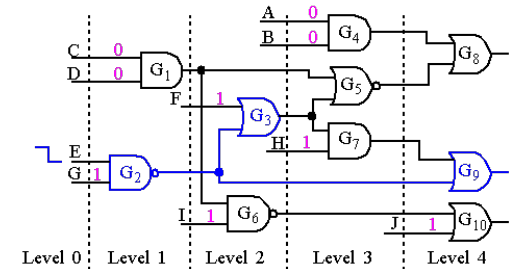 A 0
B 0
G4
G8
C 0
D 0
G1
G5
F 1
G3
H 1
G7
E
G 1
G2
G9
I 1
G6
J 1
G10
Level 0 Level 1 Level 2 Level 3 Level 4